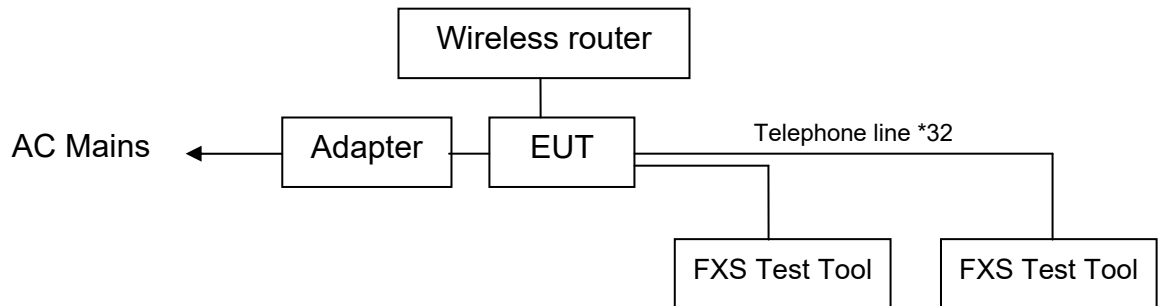 Wireless router
AC Mains
Adapter
EUT
Telephone line *32
FXS Test Tool
FXS Test Tool